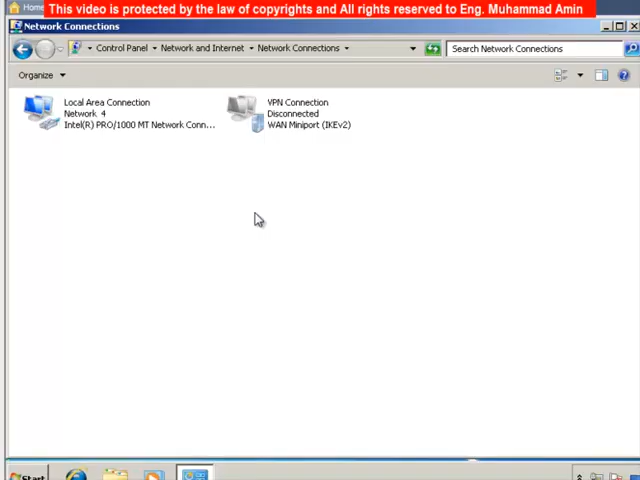 Home
This video is protected by the law of copyrights and All rights reserved to Eng. Muhammad Amin
Network Connections
Control Panel Network and Internet Network Connections Search Network Connections
Organize
Local Area Connection
Network 4
Intel(R) PRO/1000 MT Network Conn...
VPN Connection
Disconnected
WAN Miniport (IKEv2)
Start